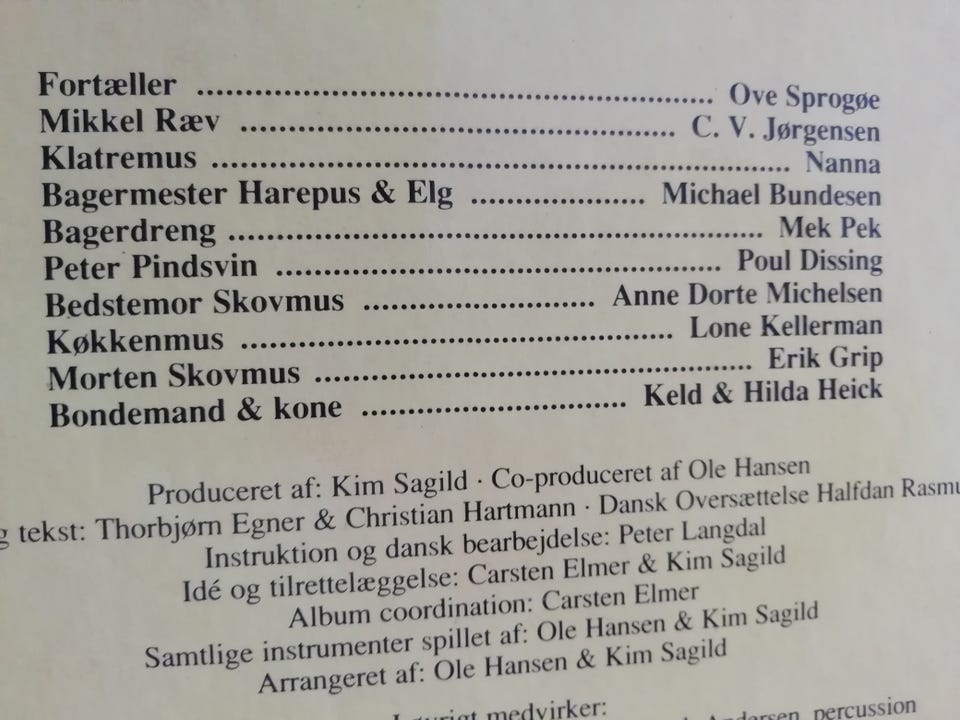 Fortæller ........ Ove Sprogøe
Mikkel Ræv ........ C. V. Jørgensen
Klatremus ........ Nanna
Bagermester Harepus & Elg ........ Michael Bundesen
Bagerdreng ........ Mek Pek
Peter Pindsvin ........ Poul Dissing
Bedstemor Skovmus ........ Anne Dorte Michelsen
Køkkenmus ........ Lone Kellerman
Morten Skovmus ........ Erik Grip
Bondemand & kone ........ Keld & Hilda Heick
Produceret af: Kim Sagild · Co-produceret af Ole Hansen
tekst: Thorbjørn Egner & Christian Hartmann · Dansk Oversættelse Halfdan
Instruktion og dansk bearbejdelse: Peter Langdal
Idé og tilrettelæggelse: Carsten Elmer & Kim Sagild
Album coordination: Carsten Elmer
Samtlige instrumenter spillet af: Ole Hansen & Kim Sagild
Arrangeret af: Ole Hansen & Kim Sagild
medvirker:
percussion